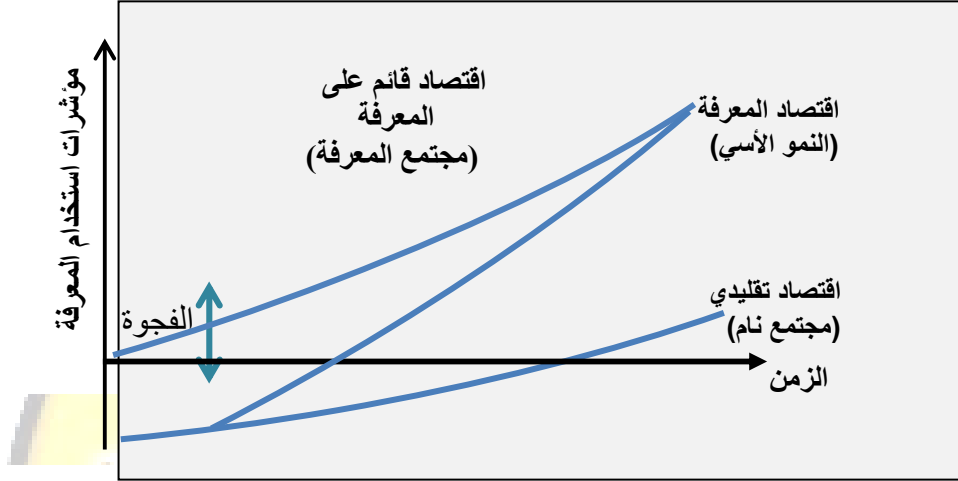 اقتصاد قائم على
المعرفة
(مجتمع المعرفة)
اقتصاد المعرفة
(النمو الأسي)
مؤشرات استخدام المعرفة
الفجوة
اقتصاد تقليدي
(مجتمع نام)
الزمن